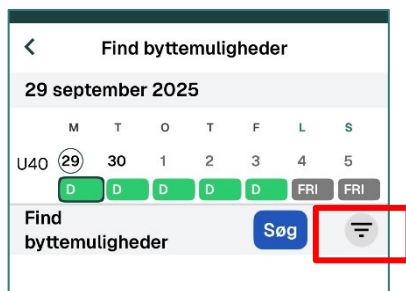 Find byttemuligheder
29 september 2025
M T O T F L S
U40 29 30 1 2 3 4 5
D D D D D FRI FRI
Find
byttemuligheder
Søg